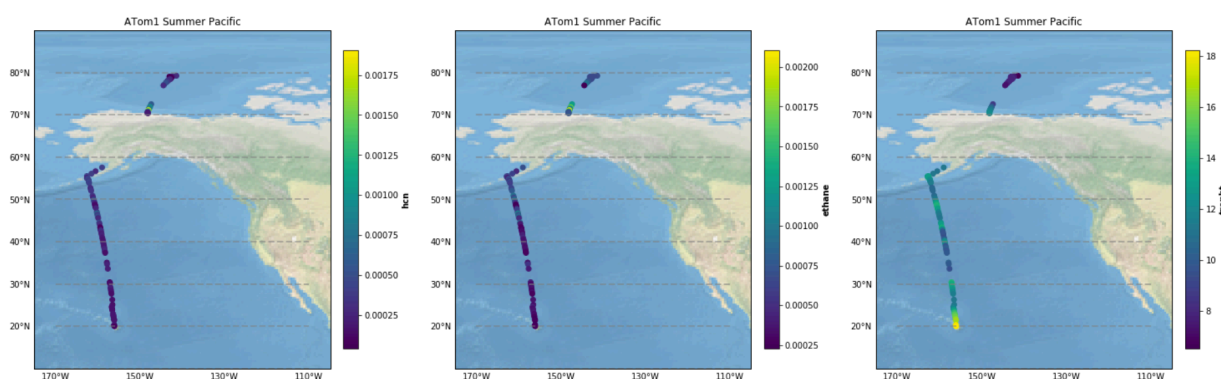 ATom1 Summer Pacific
80°N
70°N
60°N
50°N
40°N
30°N
20°N
170°W
150°W
130°W
110°W
0.00175
0.00150
0.00125
0.00100
0.00075
0.00050
0.00025
hcn
ATom1 Summer Pacific
80°N
70°N
60°N
50°N
40°N
30°N
20°N
170°W
150°W
130°W
110°W
0.00200
0.00175
0.00150
0.00125
0.00100
0.00075
0.00050
0.00025
ethane
ATom1 Summer Pacific
80°N
70°N
60°N
50°N
40°N
30°N
20°N
170°W
150°W
130°W
110°W
18
16
14
12
10
8